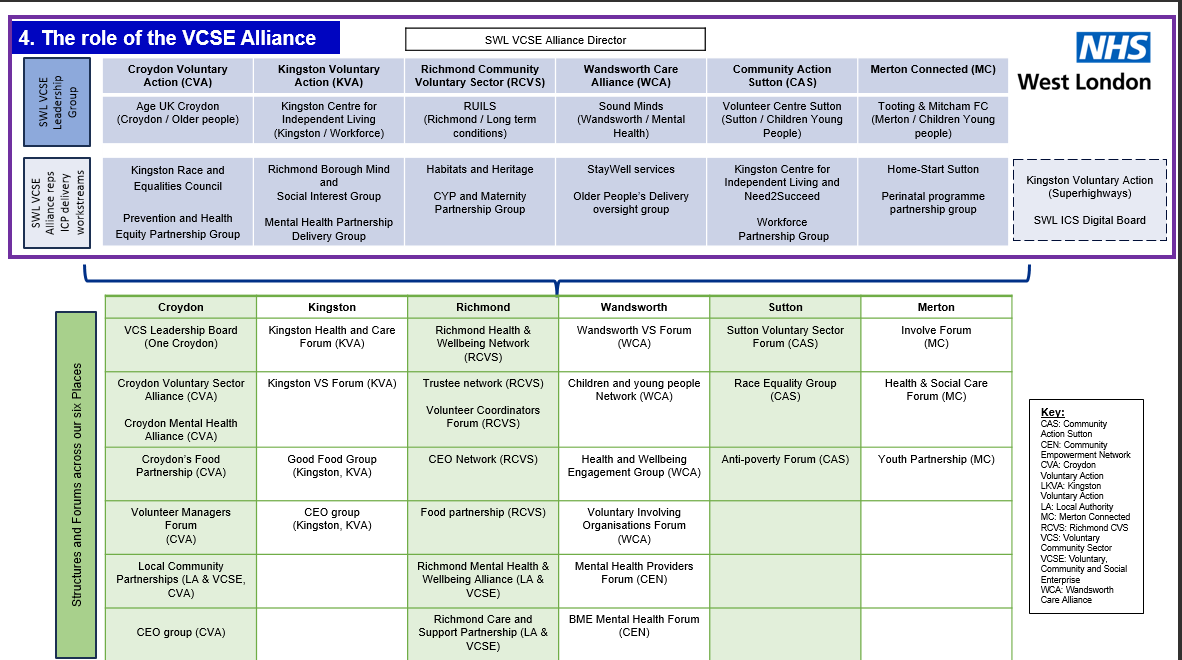 4. The role of the VCSE Alliance
SWL VCSE Alliance Director
NHS
West London
SWL VCSE
Leadership
Group
Croydon Voluntary
Action (CVA)
Kingston Voluntary
Action (KVA)
Richmond Community
Voluntary Sector (RCVS)
Wandsworth Care
Alliance (WCA)
Community Action
Sutton (CAS)
Merton Connected (MC)
Age UK Croydon
(Croydon / Older people)
Kingston Centre for
Independent Living
(Kingston / Workforce)
RUILS
(Richmond / Long term
conditions)
Sound Minds
(Wandsworth / Mental
Health)
Volunteer Centre Sutton
(Sutton / Children Young
People)
Tooting & Mitcham FC
(Merton / Children Young
people)
SWL VCSE
Alliance reps
ICP delivery
workstreams
Kingston Race and
Equalities Council
Prevention and Health
Equity Partnership Group
Richmond Borough Mind
and
Social Interest Group
Mental Health Partnership
Delivery Group
Habitats and Heritage
CYP and Maternity
Partnership Group
StayWell services
Older People's Delivery
oversight group
Kingston Centre for
Independent Living and
Need2Succeed
Workforce
Partnership Group
Home-Start Sutton
Perinatal programme
partnership group
Kingston Voluntary Action
(Superhighways)
SWL ICS Digital Board
Structures and Forums across our six Places
Croydon
Kingston
Richmond
Wandsworth
Sutton
Merton
VCS Leadership Board
(One Croydon)
Kingston Health and Care
Forum (KVA)
Richmond Health &
Wellbeing Network
(RCVS)
Wandsworth VS Forum
(WCA)
Sutton Voluntary Sector
Forum (CAS)
Involve Forum
(MC)
Croydon Voluntary Sector
Alliance (CVA)
Croydon Mental Health
Alliance (CVA)
Kingston VS Forum (KVA)
Trustee network (RCVS)
Volunteer Coordinators
Forum (RCVS)
Children and young people
Network (WCA)
Race Equality Group
(CAS)
Health & Social Care
Forum (MC)
Croydon's Food
Partnership (CVA)
Good Food Group
(Kingston, KVA)
CEO Network (RCVS)
Health and Wellbeing
Engagement Group (WCA)
Anti-poverty Forum (CAS)
Youth Partnership (MC)
Volunteer Managers
Forum
(CVA)
CEO group
(Kingston, KVA)
Food partnership (RCVS)
Voluntary Involving
Organisations Forum
(WCA)
Local Community
Partnerships (LA & VCSE,
CVA)
Richmond Mental Health &
Wellbeing Alliance (LA &
VCSE)
Mental Health Providers
Forum (CEN)
CEO group (CVA)
Richmond Care and
Support Partnership (LA &
VCSE)
BME Mental Health Forum
(CEN)
Key:
CAS: Community
Action Sutton
CEN: Community
Empowerment Network
CVA: Croydon
Voluntary Action
LKVA: Kingston
Voluntary Action
LA: Local Authority
MC: Merton Connected
RCVS: Richmond CVS
VCS: Voluntary
Community Sector
VCSE: Voluntary,
Community and Social
Enterprise
WCA: Wandsworth
Care Alliance